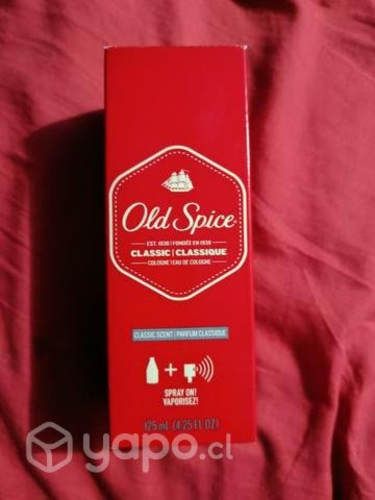 Old Spice
EST. 1938 | FONDÉE EN 1938
CLASSIC | CLASSIQUE
COLOGNE | EAU DE COLOGNE
CLASSIC SCENT | PARFUM CLASSIQUE
SPRAY ON!
VAPORISEZ!
125 mL (4.25 FL OZ)
yapo.cl